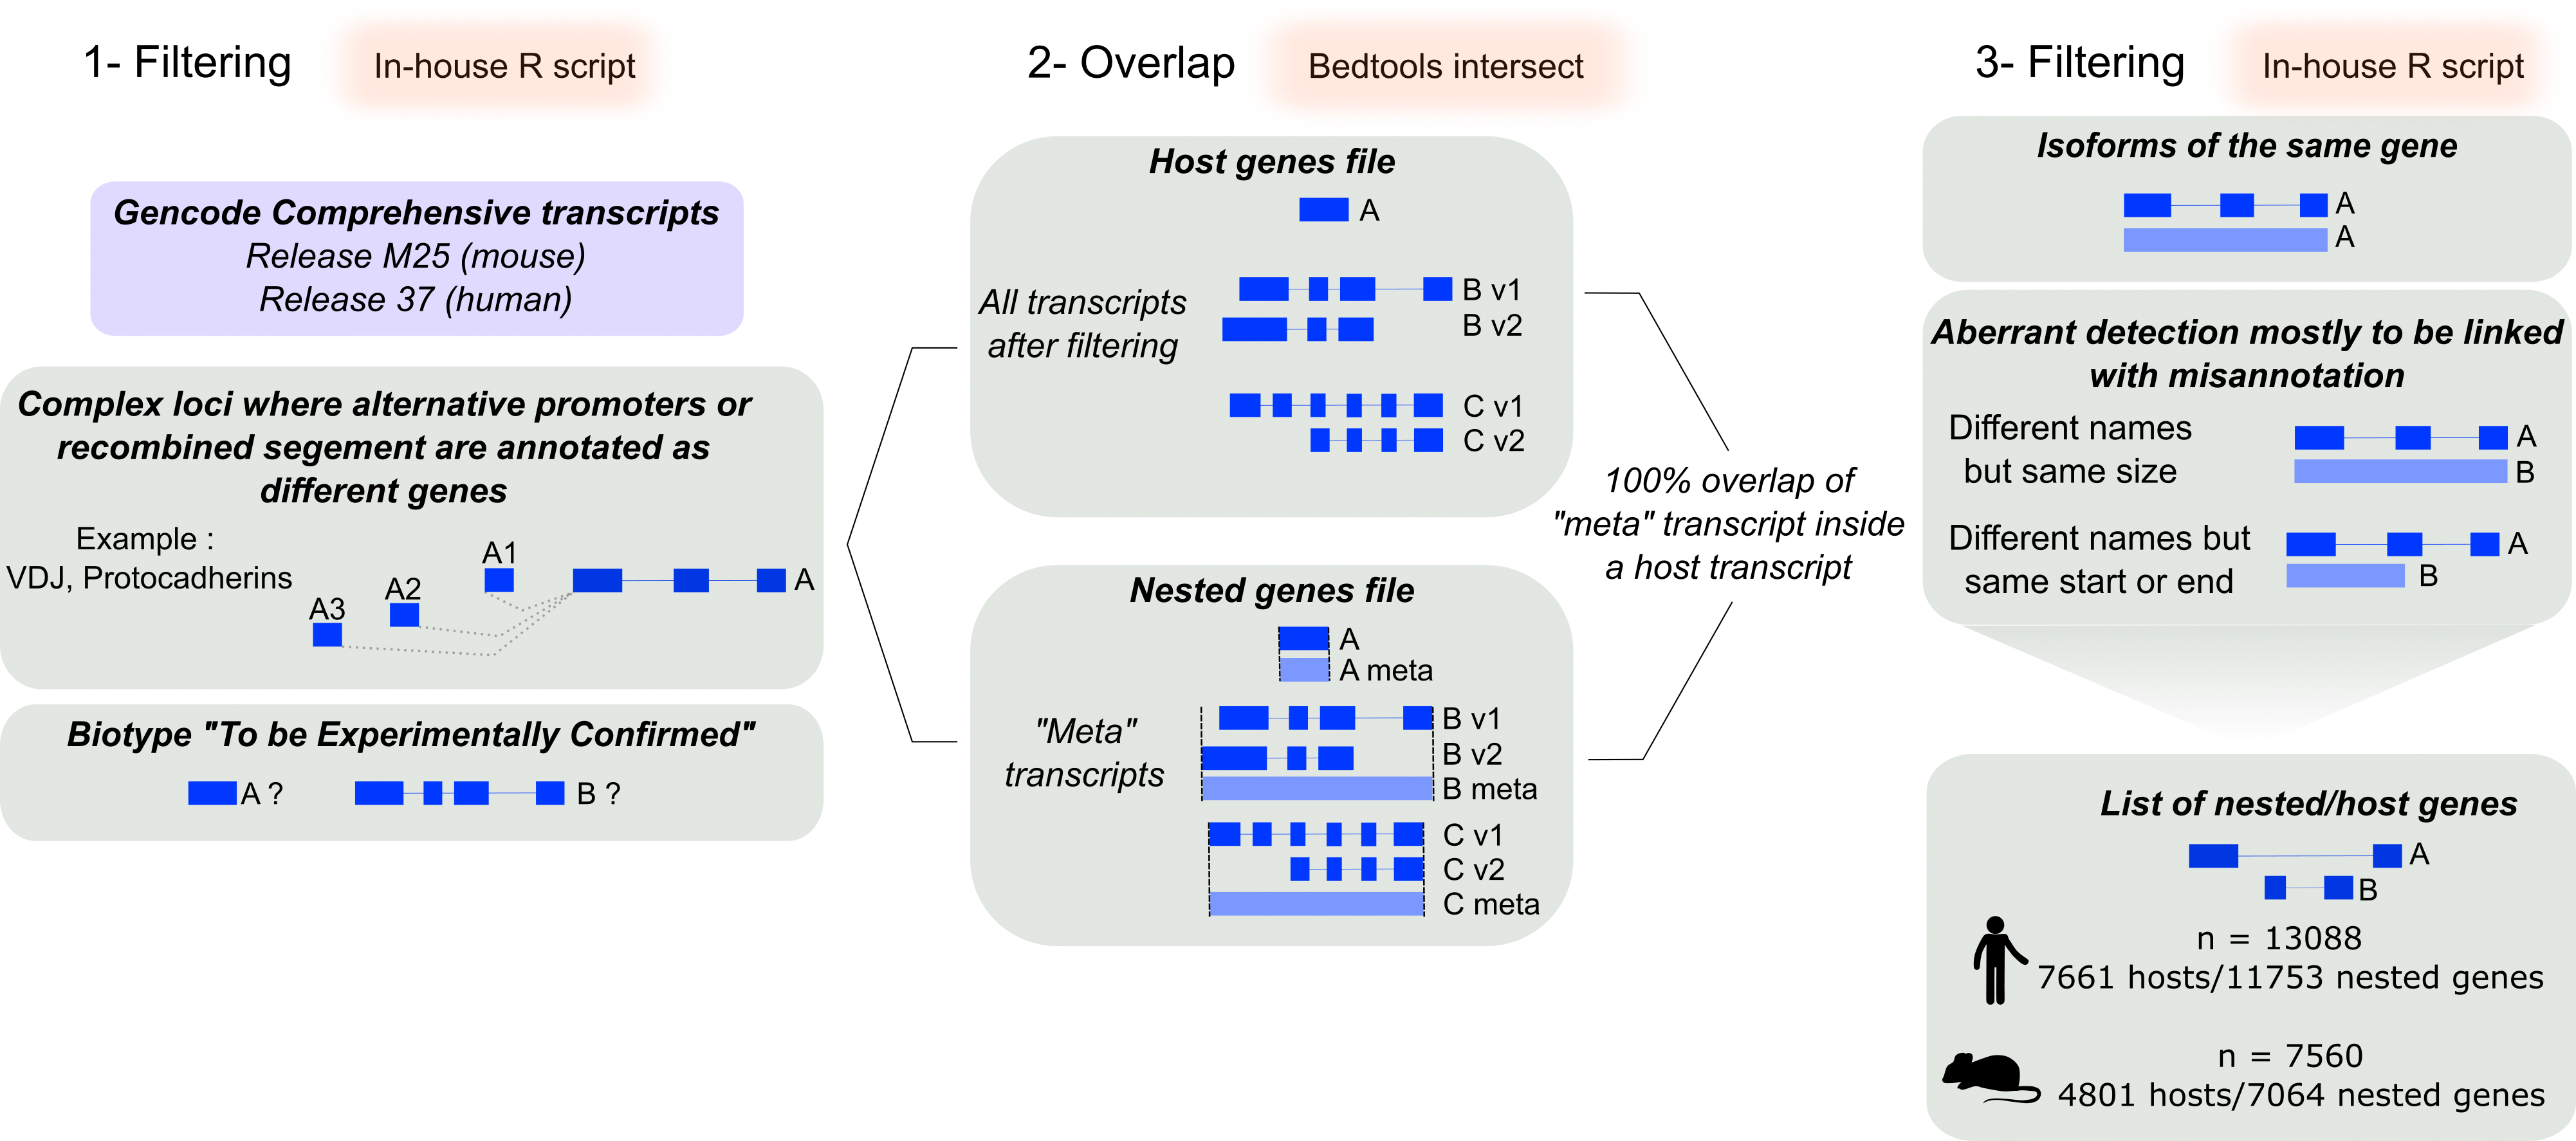 1- Filtering
In-house R script
Gencode Comprehensive transcripts
Release M25 (mouse)
Release 37 (human)
Complex loci where alternative promoters or
recombined segement are annotated as
different genes
Example :
VDJ, Protocadherins
A1
A2
A3
A
Biotype "To be Experimentally Confirmed"
A ?
B ?
2- Overlap
Bedtools intersect
Host genes file
A
All transcripts
after filtering
B v1
B v2
C v1
C v2
Nested genes file
A
A meta
"Meta"
transcripts
B v1
B v2
B meta
C v1
C v2
C meta
100% overlap of
"meta" transcript inside
a host transcript
3- Filtering
In-house R script
Isoforms of the same gene
A
A
Aberrant detection mostly to be linked
with misannotation
Different names
but same size
A
B
Different names but
same start or end
A
B
List of nested/host genes
A
B
n = 13088
7661 hosts/11753 nested genes
n = 7560
4801 hosts/7064 nested genes